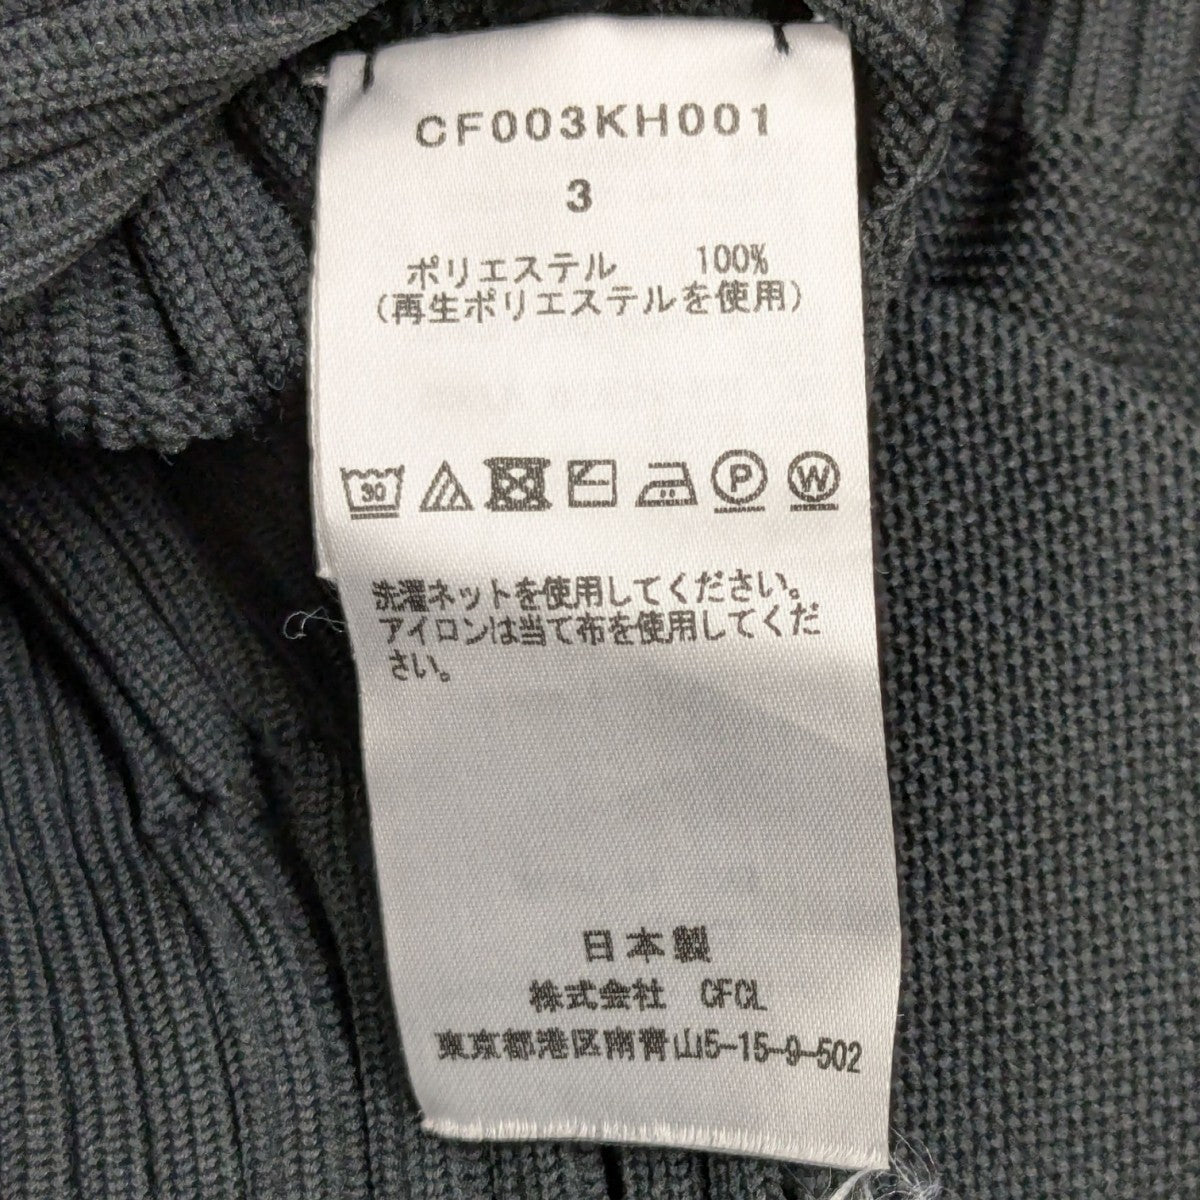 CF003KH001
3
ポリエステル 100%
(再生ポリエステルを使用)
30 P W
洗濯ネットを使用してください。
アイロンは当て布を使用してくだ
さい。
日本製
株式会社 CFCL
東京都港区南青山5-15-9-502